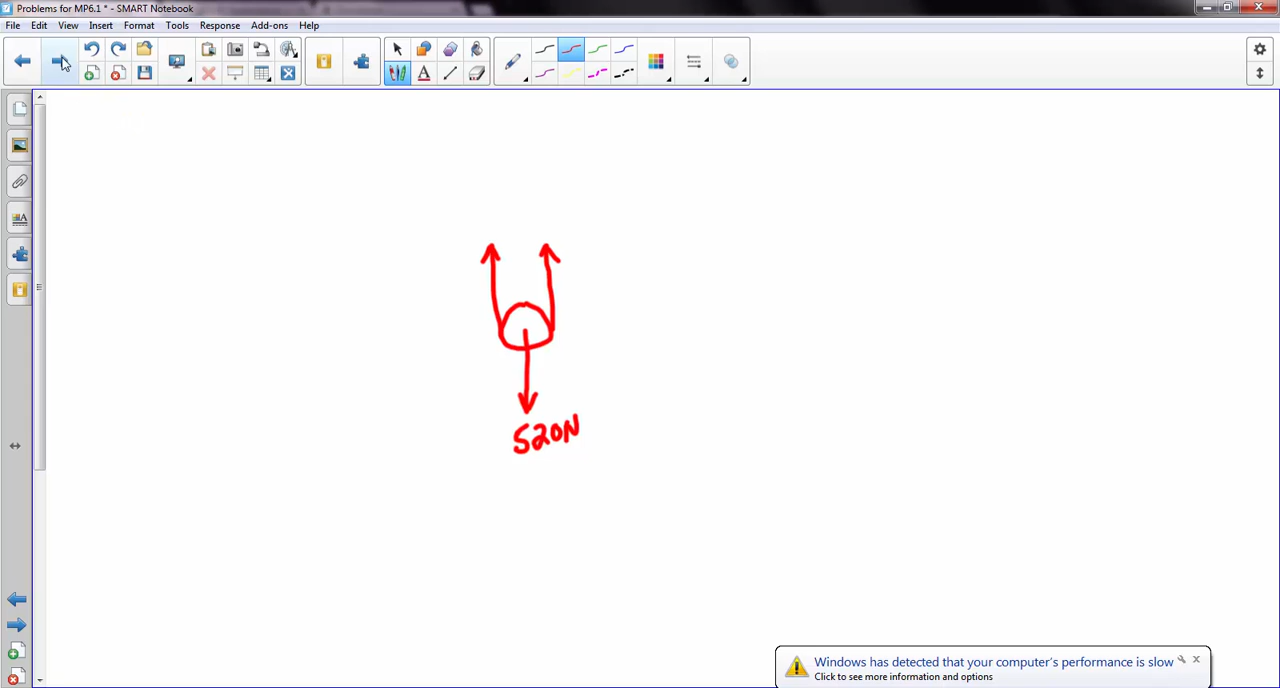 Problems for MP6.1 * - SMART Notebook
File Edit View Insert Format Tools Response Add-ons Help
520N
Windows has detected that your computer's performance is slow
Click to see more information and options